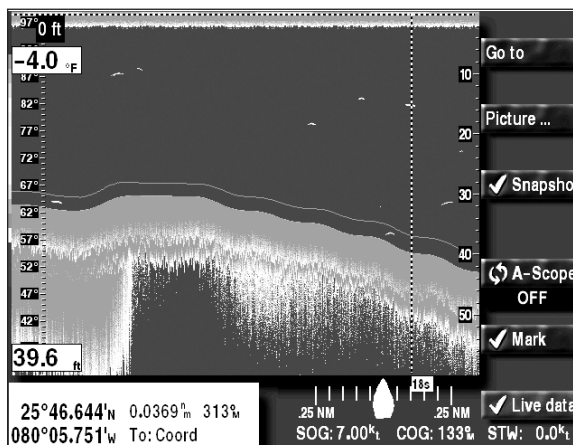 97°
0 ft
-4.0 °F
87°
82°
77°
72°
67°
62°
57°
52°
47°
42°
39.6 ft
10
20
30
40
50
Go to
Picture ...
Snapsho
A-Scope
OFF
Mark
Live data
18s
.25 NM
.25 NM
25°46.644'N 0.0369nm 313°M
080°05.751'W To: Coord
SOG: 7.00kt COG: 133°M STW: 0.0kt